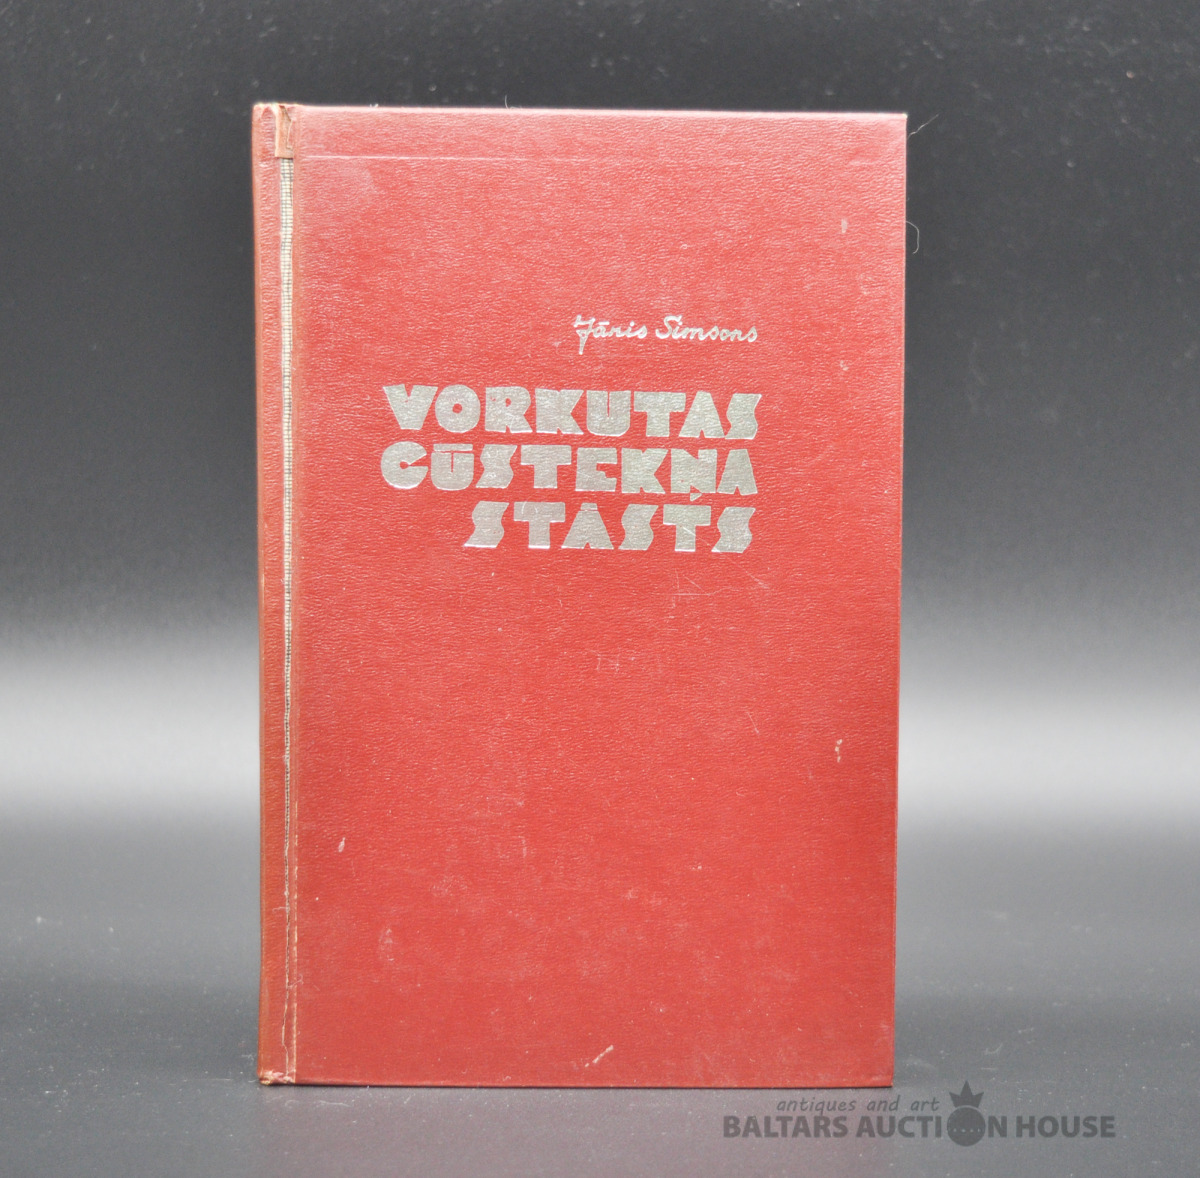 Jānis Simsons
VORKUTAS
GŪSTEKŅA
STĀSTS
antiques and art
BALTARS AUCTION HOUSE